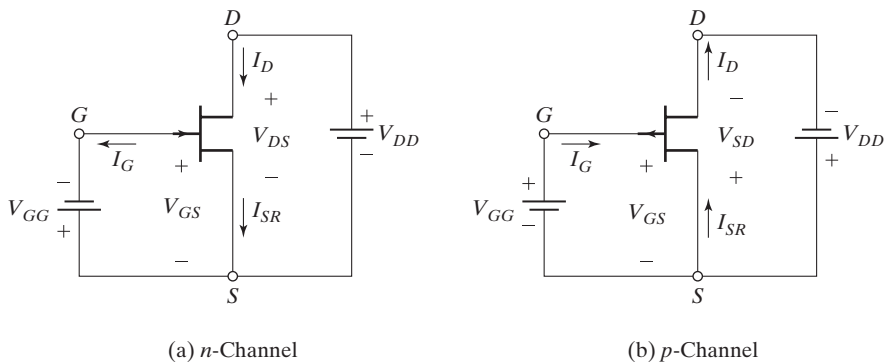 D
I_D
+
G
I_G
+
V_DS
−
+
V_DD
−
−
V_GG
+
V_GS
−
I_SR
S
(a) n-Channel
D
I_D
−
G
I_G
+
V_SD
+
−
V_DD
+
+
V_GG
−
V_GS
−
I_SR
S
(b) p-Channel